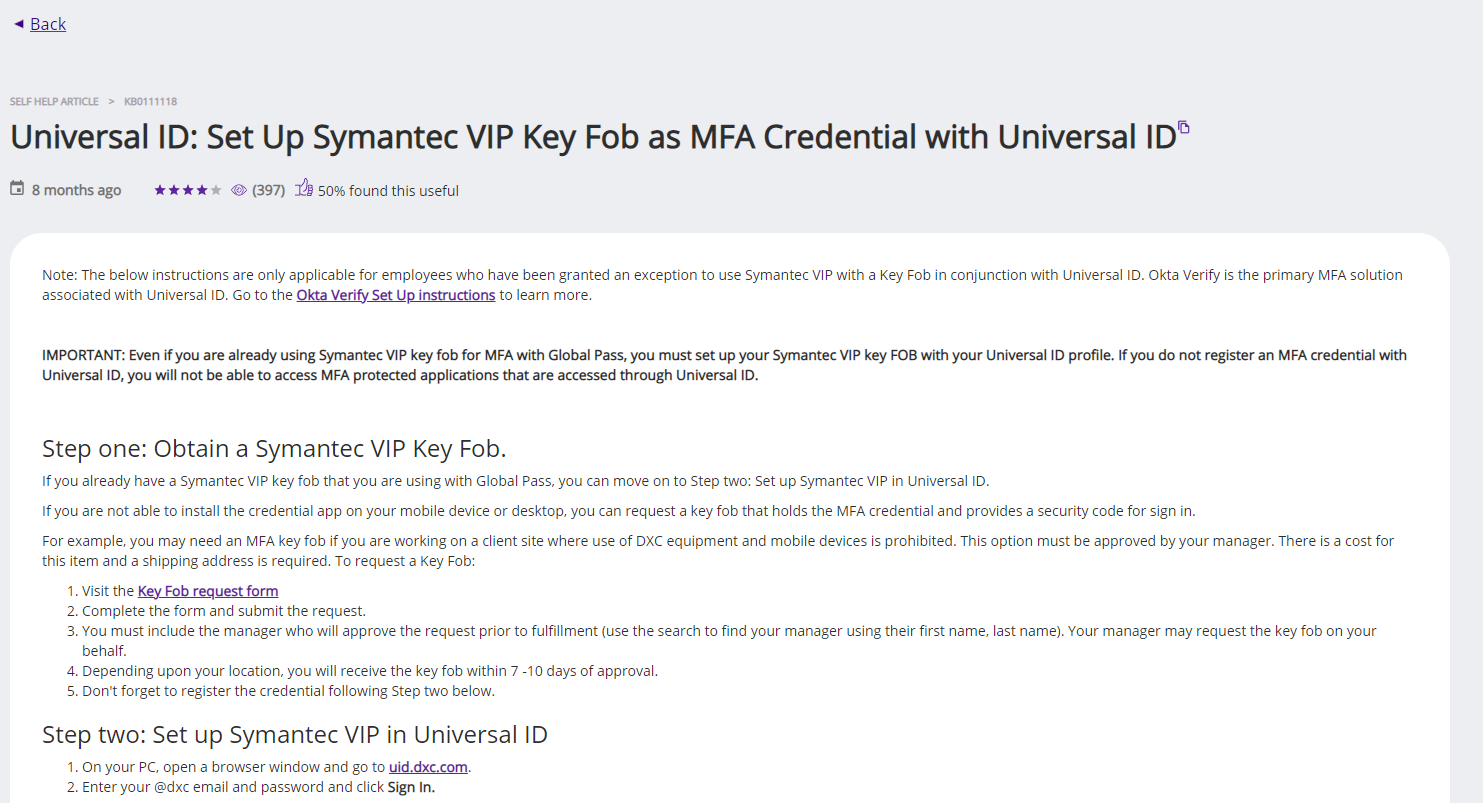 Back
SELF HELP ARTICLE > KB0111118
Universal ID: Set Up Symantec VIP Key Fob as MFA Credential with Universal ID
8 months ago (397) 50% found this useful
Note: The below instructions are only applicable for employees who have been granted an exception to use Symantec VIP with a Key Fob in conjunction with Universal ID. Okta Verify is the primary MFA solution
associated with Universal ID. Go to the Okta Verify Set Up instructions to learn more.
IMPORTANT: Even if you are already using Symantec VIP key fob for MFA with Global Pass, you must set up your Symantec VIP key FOB with your Universal ID profile. If you do not register an MFA credential with
Universal ID, you will not be able to access MFA protected applications that are accessed through Universal ID.
Step one: Obtain a Symantec VIP Key Fob.
If you already have a Symantec VIP key fob that you are using with Global Pass, you can move on to Step two: Set up Symantec VIP in Universal ID.
If you are not able to install the credential app on your mobile device or desktop, you can request a key fob that holds the MFA credential and provides a security code for sign in.
For example, you may need an MFA key fob if you are working on a client site where use of DXC equipment and mobile devices is prohibited. This option must be approved by your manager. There is a cost for
this item and a shipping address is required. To request a Key Fob:
1. Visit the Key Fob request form
2. Complete the form and submit the request.
3. You must include the manager who will approve the request prior to fulfillment (use the search to find your manager using their first name, last name). Your manager may request the key fob on your
behalf.
4. Depending upon your location, you will receive the key fob within 7 -10 days of approval.
5. Don't forget to register the credential following Step two below.
Step two: Set up Symantec VIP in Universal ID
1. On your PC, open a browser window and go to uid.dxc.com.
2. Enter your @dxc email and password and click Sign In.